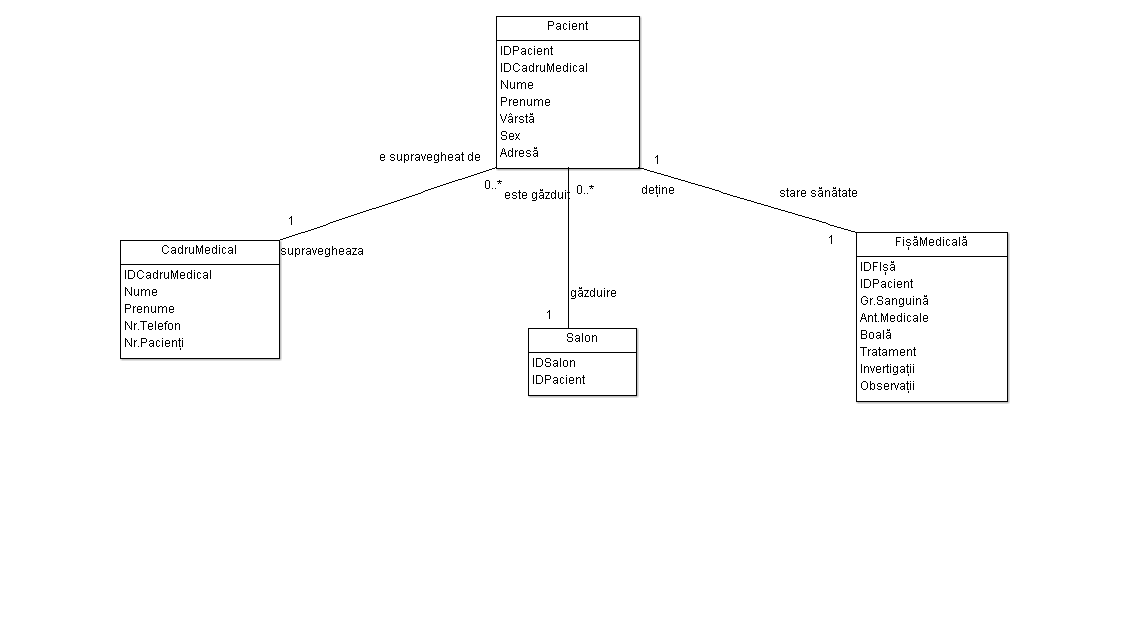 Pacient
IDPacient
IDCadruMedical
Nume
Prenume
Vârstă
Sex
Adresă
e supravegheat de
0..*
1
supravegheaza
este găzduit
0..*
găzduire
1
1
deține
stare sănătate
1
CadruMedical
IDCadruMedical
Nume
Prenume
Nr.Telefon
Nr.Pacienți
Salon
IDSalon
IDPacient
FișăMedicală
IDFIșă
IDPacient
Gr.Sanguină
Ant.Medicale
Boală
Tratament
Invertigații
Observații